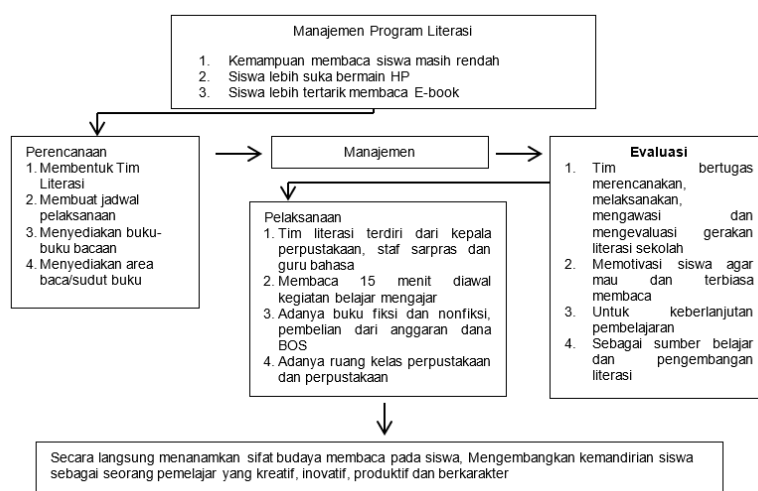 Manajemen Program Literasi
1. Kemampuan membaca siswa masih rendah
2. Siswa lebih suka bermain HP
3. Siswa lebih tertarik membaca E-book
Perencanaan
1. Membentuk Tim
Literasi
2. Membuat jadwal
pelaksanaan
3. Menyediakan buku-
buku bacaan
4. Menyediakan area
baca/sudut buku
Manajemen
Pelaksanaan
1. Tim literasi terdiri dari kepala
perpustakaan, staf sarpras dan
guru bahasa
2. Membaca 15 menit diawal
kegiatan belajar mengajar
3. Adanya buku fiksi dan nonfiksi,
pembelian dari anggaran dana
BOS
4. Adanya ruang kelas perpustakaan
dan perpustakaan
Evaluasi
1. Tim bertugas
merencanakan,
melaksanakan,
mengawasi dan
mengevaluasi gerakan
literasi sekolah
2. Memotivasi siswa agar
mau dan terbiasa
membaca
3. Untuk keberlanjutan
pembelajaran
4. Sebagai sumber belajar
dan pengembangan
literasi
Secara langsung menanamkan sifat budaya membaca pada siswa, Mengembangkan kemandirian siswa
sebagai seorang pemelajar yang kreatif, inovatif, produktif dan berkarakter